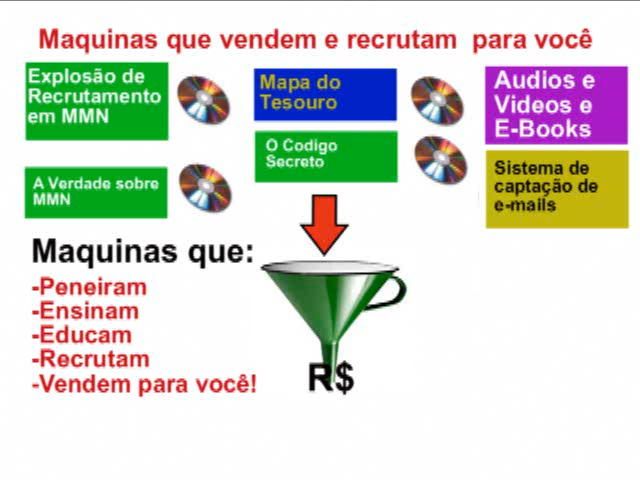 Maquinas que vendem e recrutam para você
Explosão de
Recrutamento
em MMN
Mapa do
Tesouro
Audios e
Videos e
E-Books
O Codigo
Secreto
A Verdade sobre
MMN
Sistema de
captação de
e-mails
Maquinas que:
-Peneiram
-Ensinam
-Educam
-Recrutam
-Vendem para você!
R$